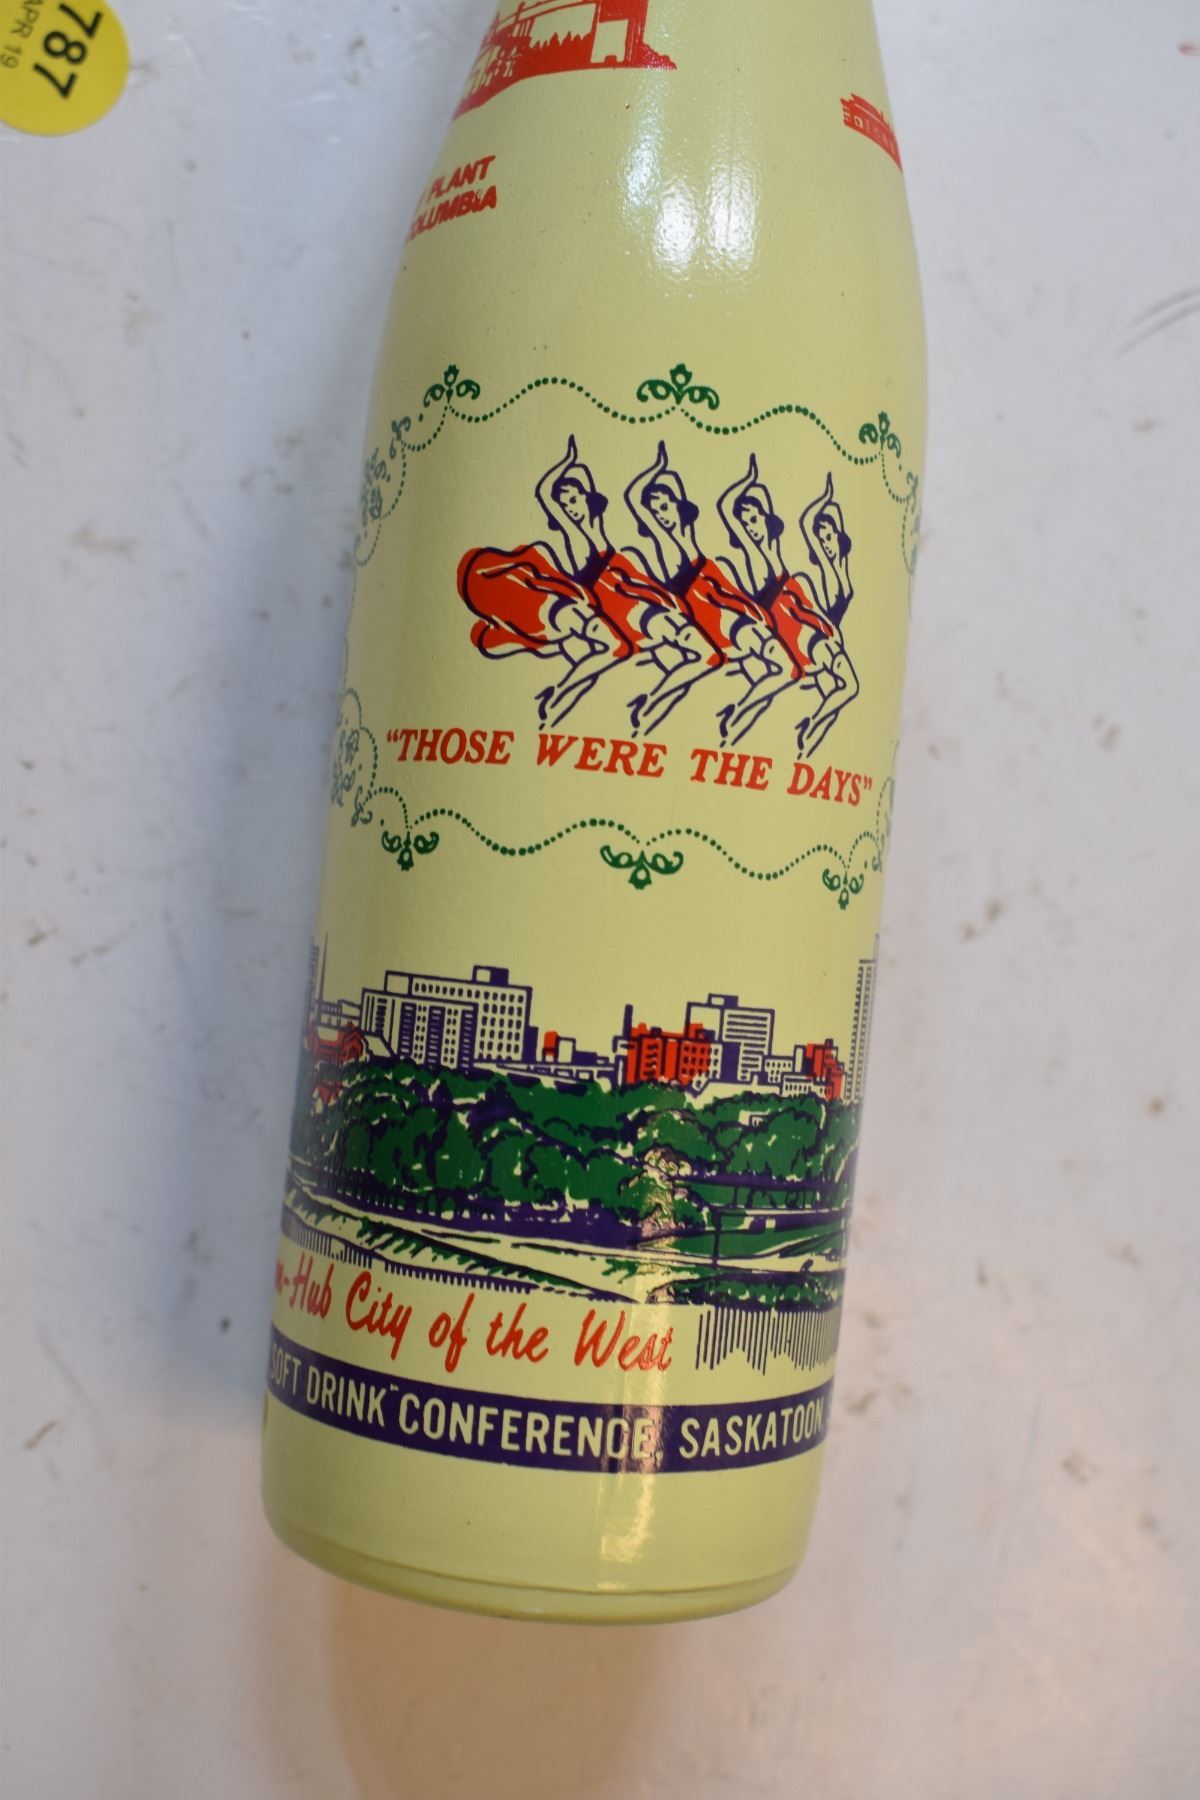 787
APR 19
PLANT
COLUMBIA
“THOSE WERE THE DAYS”
Hub City of the West
SOFT DRINK” CONFERENCE, SASKATOON